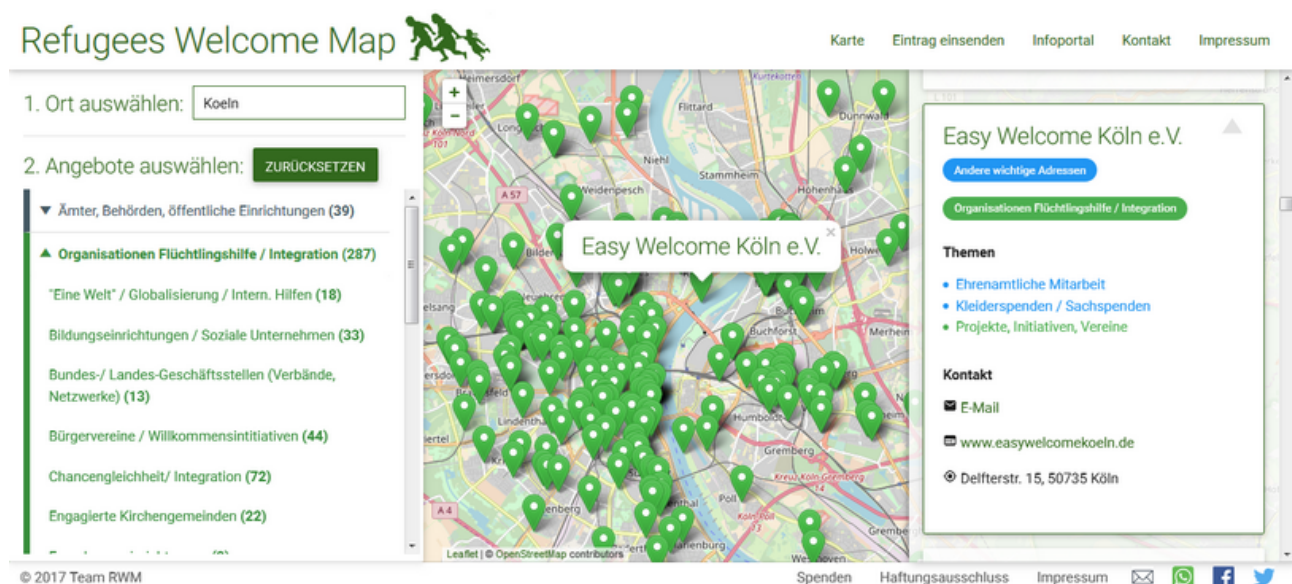 Refugees Welcome Map
Karte
Eintrag einsenden
Infoportal
Kontakt
Impressum
1. Ort auswählen:
Koeln
2. Angebote auswählen:
ZURÜCKSETZEN
▼ Ämter, Behörden, öffentliche Einrichtungen (39)
▲ Organisationen Flüchtlingshilfe / Integration (287)
"Eine Welt" / Globalisierung / Intern. Hilfen (18)
Bildungseinrichtungen / Soziale Unternehmen (33)
Bundes-/ Landes-Geschäftsstellen (Verbände,
Netzwerke) (13)
Bürgervereine / Willkommensintitiativen (44)
Chancengleichheit/ Integration (72)
Engagierte Kirchengemeinden (22)
+
−
Heimersdorf
Kurtekotten
Flittard
Dünnwald
Niehl
Stammheim
Höhenhaus
A 57
Weidenpesch
Easy Welcome Köln e.V.
×
Buchforst
Merheim
Humboldt
Gremberg
Kreuz Köln-Gremberg
14
Poll
A 4
Leaflet | © OpenStreetMap contributors
L 101
Easy Welcome Köln e.V.
Andere wichtige Adressen
Organisationen Flüchtlingshilfe / Integration
Themen
• Ehrenamtliche Mitarbeit
• Kleiderspenden / Sachspenden
• Projekte, Initiativen, Vereine
Kontakt
E-Mail
www.easywelcomekoeln.de
Delfterstr. 15, 50735 Köln
© 2017 Team RWM
Spenden
Haftungsausschluss
Impressum